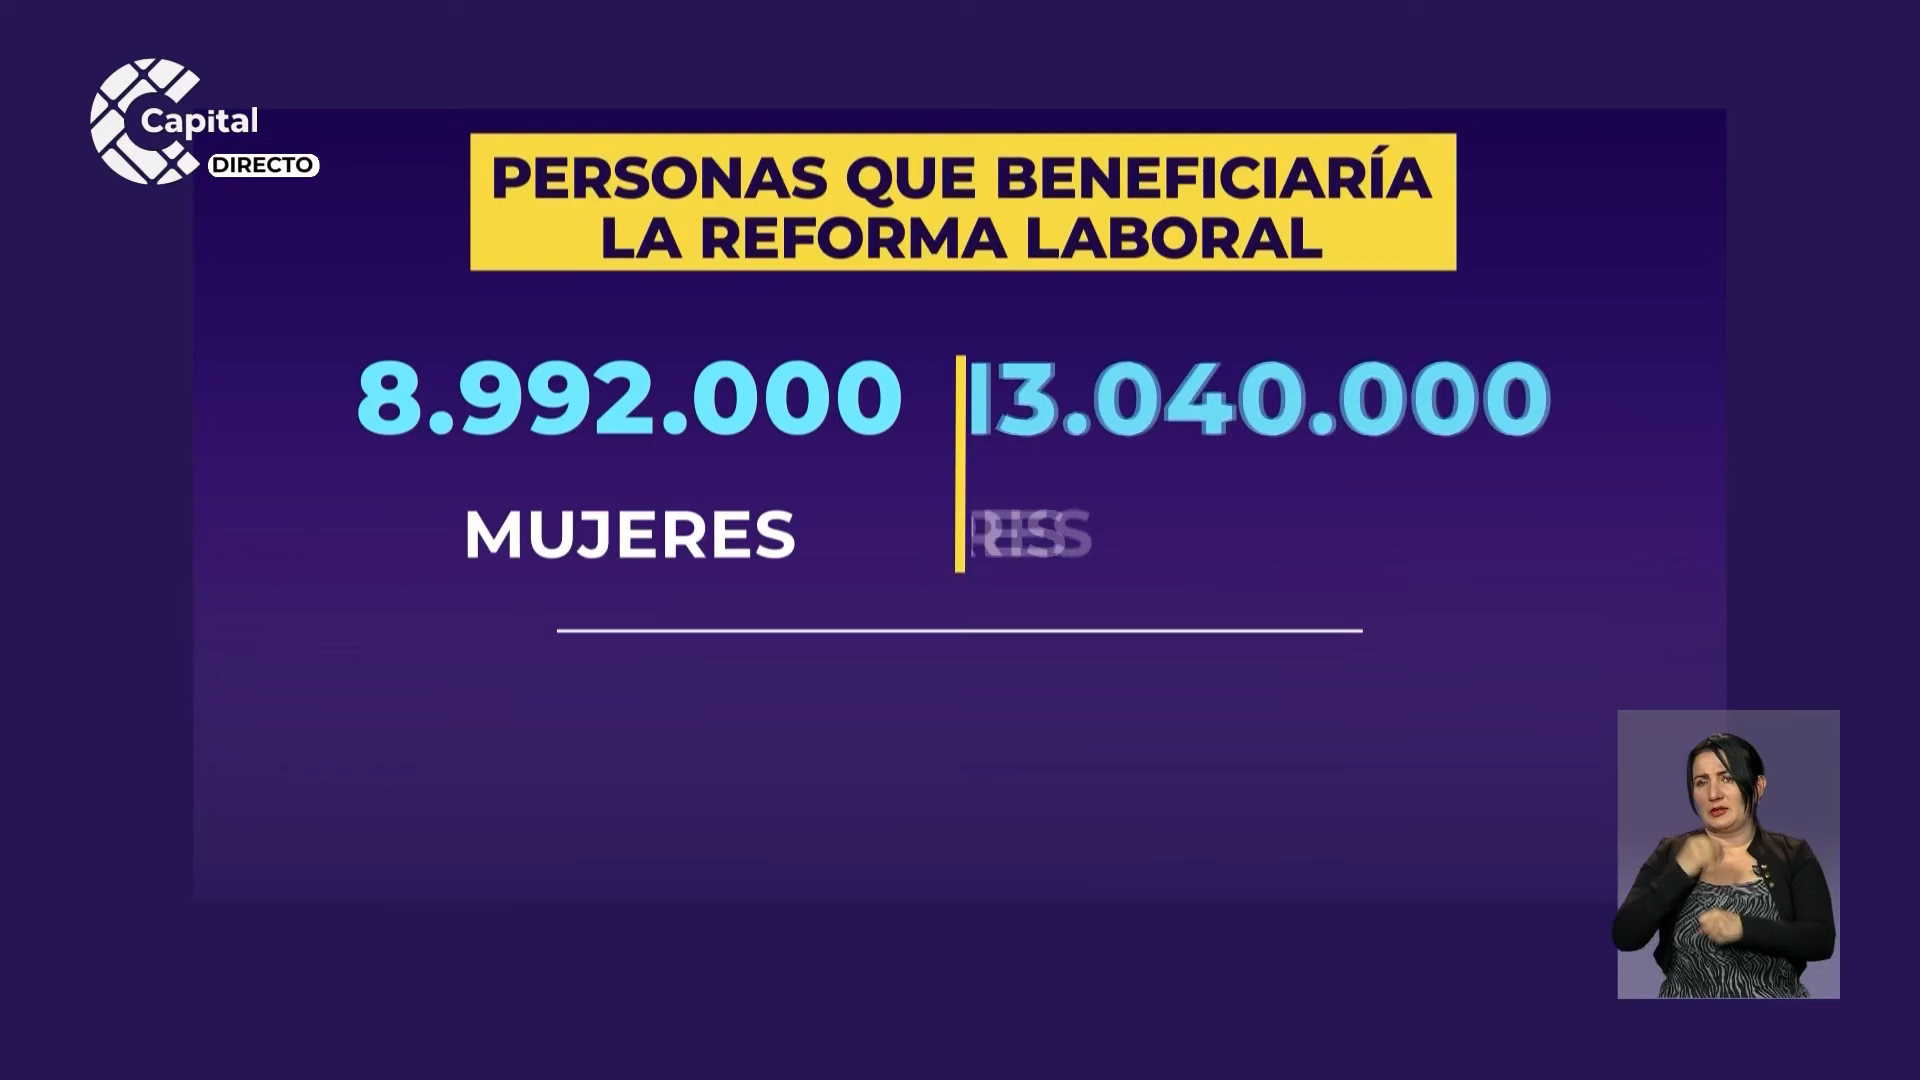 Capital
DIRECTO
PERSONAS QUE BENEFICIARÍA
LA REFORMA LABORAL
8.992.000
13.040.000
MUJERES